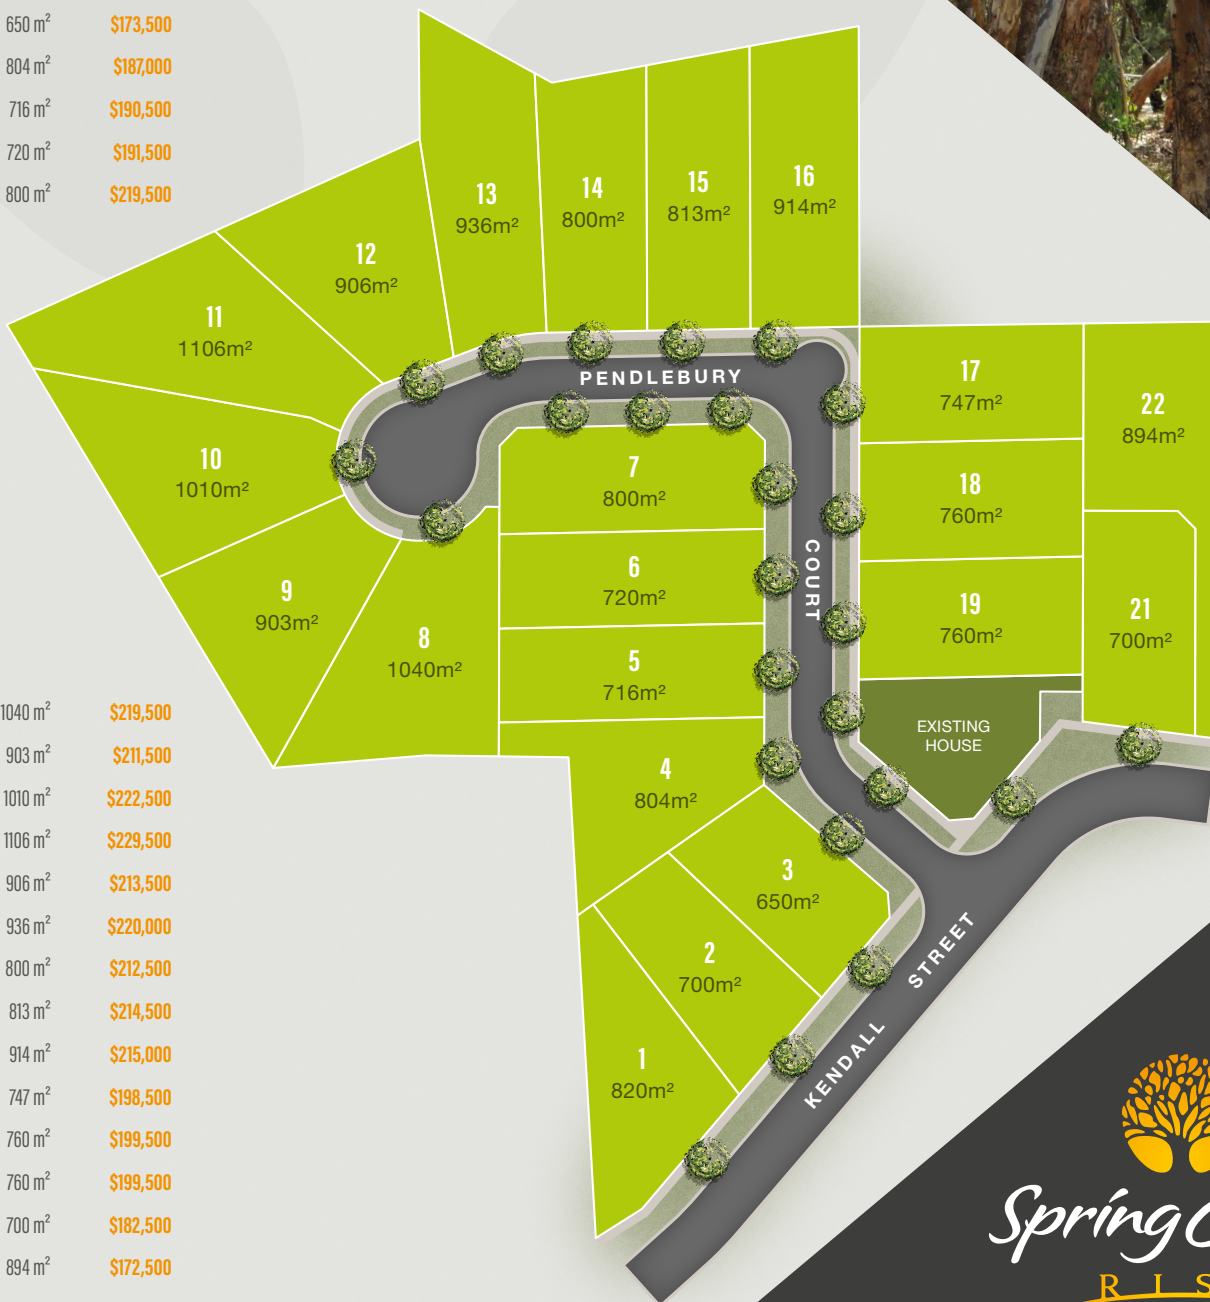 650 m² $173,500
804 m² $187,000
716 m² $190,500
720 m² $191,500
800 m² $219,500
1040 m² $219,500
903 m² $211,500
1010 m² $222,500
1106 m² $229,500
906 m² $213,500
936 m² $220,000
800 m² $212,500
813 m² $214,500
914 m² $215,000
747 m² $198,500
760 m² $199,500
760 m² $199,500
700 m² $182,500
894 m² $172,500
13
936m²
14
800m²
15
813m²
16
914m²
12
906m²
11
1106m²
10
1010m²
9
903m²
8
1040m²
PENDLEBURY
COURT
7
800m²
6
720m²
5
716m²
4
804m²
3
650m²
2
700m²
1
820m²
17
747m²
18
760m²
19
760m²
22
894m²
21
700m²
EXISTING
HOUSE
KENDALL STREET
Spring